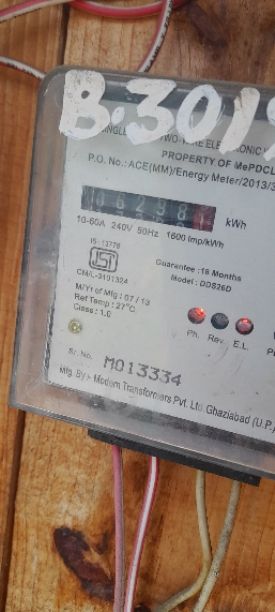 B.301
PROPERTY OF MePDCL
P.O. No.: ACE(MM)/Energy Meter/2013/3
kWh
10-60A 240V 50Hz 1600 Imp/kWh
IS: 13779
ISI
CM/L-3101324
Guarantee : 18 Months
Model : DDS26D
M/Yr of Mfg : 07 / 13
Ref Temp : 27°C
Class : 1.0
Ph. Rev. E.L.
Sr. No. M013334
Mfg. By :- Modern Transformers Pvt. Ltd. Ghaziabad (U.P.)